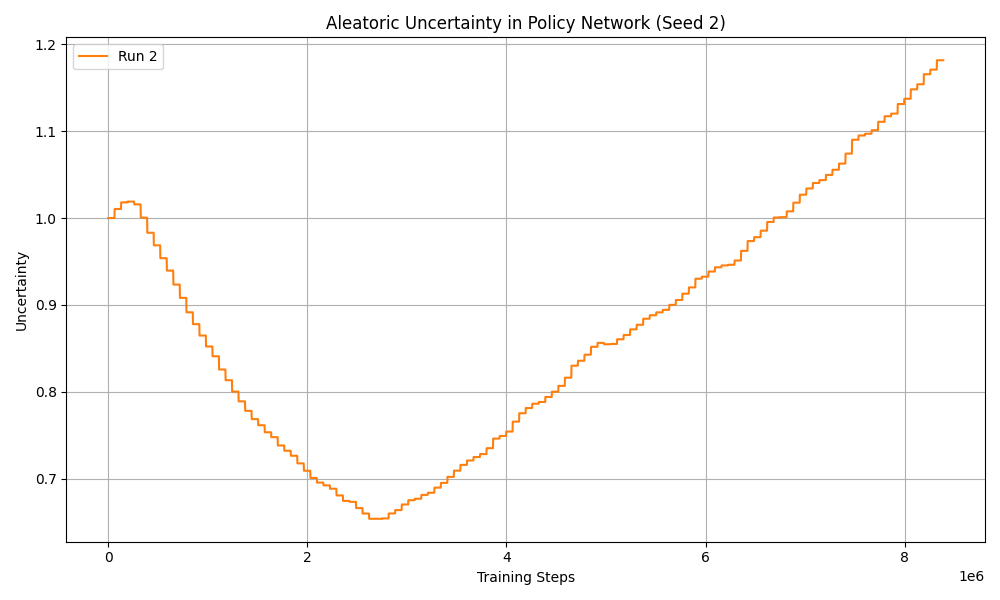 Aleatoric Uncertainty in Policy Network (Seed 2)
Run 2
Uncertainty
1.2
1.1
1.0
0.9
0.8
0.7
0 2 4 6 8
1e6
Training Steps